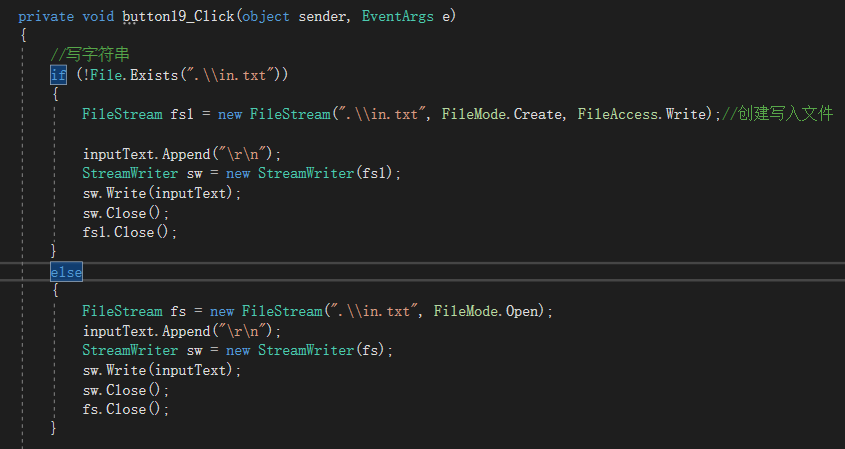 private void button19_Click(object sender, EventArgs e)
{
//写字符串
if (!File.Exists(".\\in.txt"))
{
FileStream fs1 = new FileStream(".\\in.txt", FileMode.Create, FileAccess.Write);//创建写入文件
inputText.Append("\r\n");
StreamWriter sw = new StreamWriter(fs1);
sw.Write(inputText);
sw.Close();
fs1.Close();
}
else
{
FileStream fs = new FileStream(".\\in.txt", FileMode.Open);
inputText.Append("\r\n");
StreamWriter sw = new StreamWriter(fs);
sw.Write(inputText);
sw.Close();
fs.Close();
}